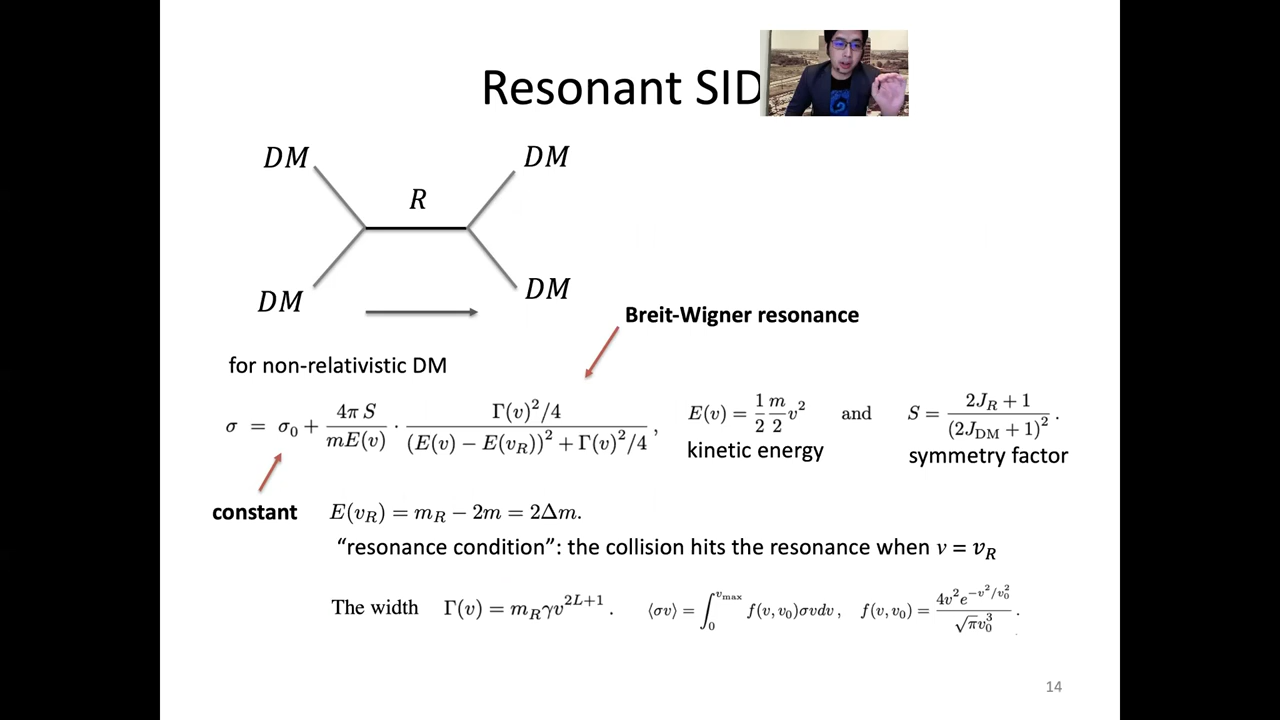 Resonant SID
DM DM
R
DM DM
Breit-Wigner resonance
for non-relativistic DM
σ = σ₀ + 4π S / mE(v) · Γ(v)²/4 / (E(v) − E(v_R))² + Γ(v)²/4 , E(v) = 1/2 m/2 v² and S = 2J_R + 1 / (2J_DM + 1)² .
kinetic energy symmetry factor
constant E(v_R) = m_R − 2m = 2Δm.
“resonance condition”: the collision hits the resonance when v = v_R
The width Γ(v) = m_R γv^{2L+1} . ⟨σv⟩ = ∫₀^{v_max} f(v, v₀)σvdv , f(v, v₀) = 4v²e^{−v²/v₀²} / √π v₀³ .
14